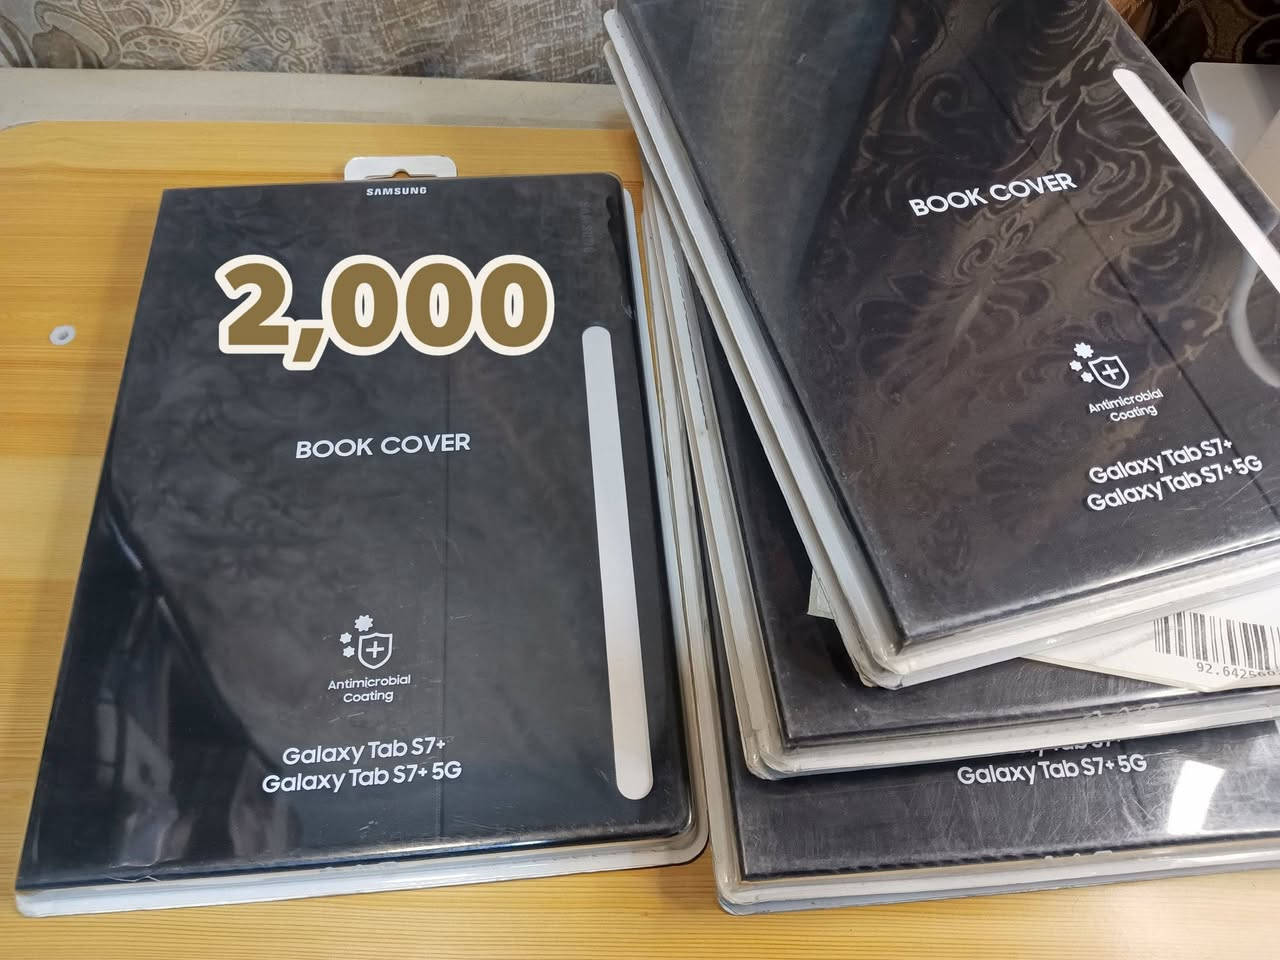 SAMSUNG
2,000
BOOK COVER
Antimicrobial
Coating
Galaxy Tab S7+
Galaxy Tab S7+ 5G
BOOK COVER
Antimicrobial
Coating
Galaxy Tab S7+
Galaxy Tab S7+ 5G
Galaxy Tab S7+ 5G